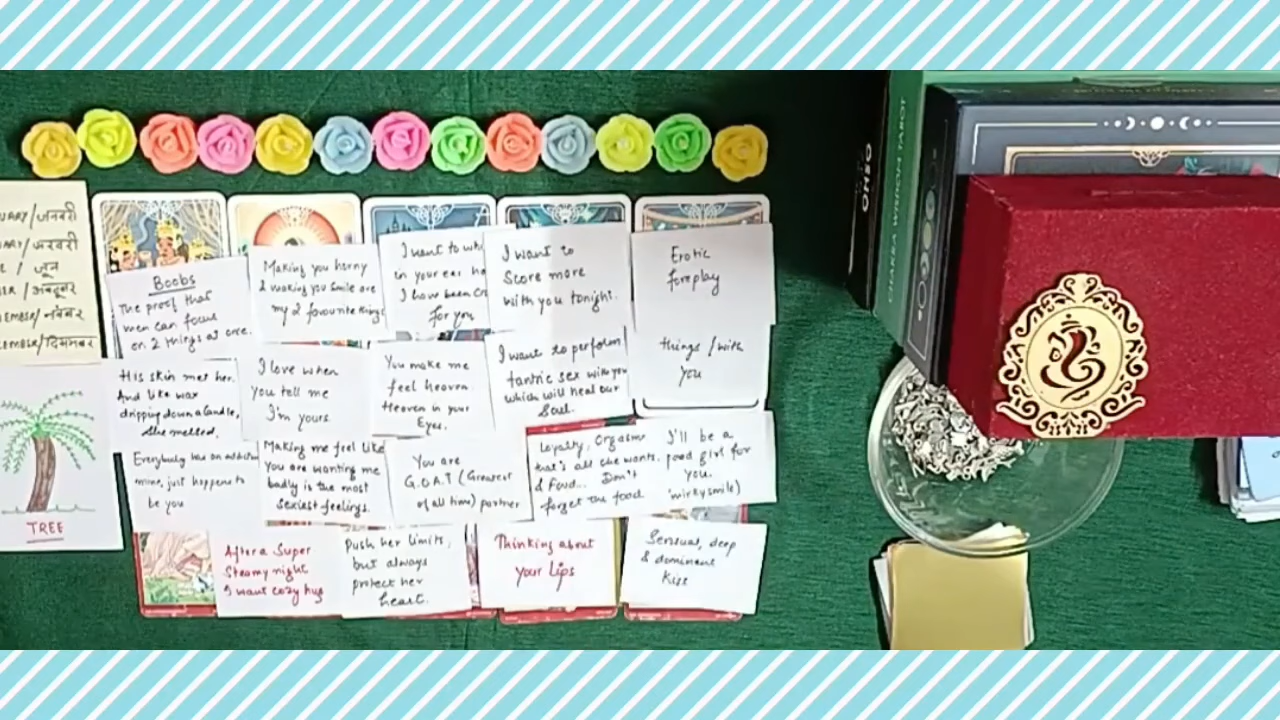 UARY/जनवरी
UARY/फरवरी
E / जून
BER / अक्टूबर
EMBER/ नवंबर
EMBER/दिसम्बर
TREE
Boobs
The proof that
men can focus
on 2 things at once.
Making you horny
& making you smile are
my 2 favourite things
I want to whi
in your ear ho
I have been cr
for you
I want to
Score more
with you tonight.
Erotic
foreplay
things /with
you
His skin met her.
And like wax
dripping down a candle,
She melted.
I love when
you tell me
I'm yours.
You make me
feel heaven
Heaven in your
Eyes.
I want to perform
tantric sex with you
which will heal our
Soul.
Everybody has an addiction
mine, just happens to
be you
Making me feel like
You are wanting me
badly is the most
Sexiest feelings.
You are
G.O.A.T (Greatest
of all time) partner
Loyalty, Orgasms
that's all she wants.
& Food... Don't
forget the food
I'll be a
good girl for
you.
(wirkysmile)
After a Super
Steamy night
I want cozy hug
Push her limits,
but always
protect her
heart.
Thinking about
your Lips
Sensual, deep
& dominant
Kiss
OSHO
CHAKRA WISDOM TAROT